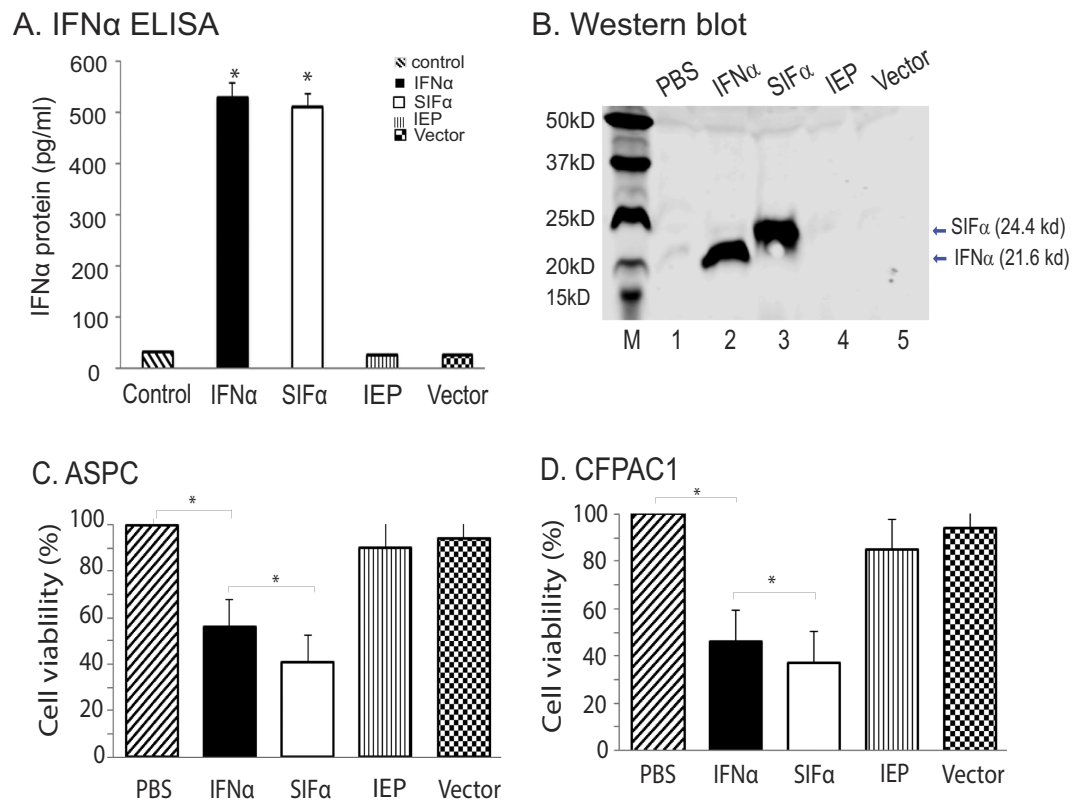 A. IFNα ELISA
IFNα protein (pg/ml)
600
500
400
300
200
100
0
*
*
control
IFNα
SIFα
IEP
Vector
Control IFNα SIFα IEP Vector
B. Western blot
PBS IFNα SIFα IEP Vector
50kD
37kD
25kD
20kD
15kD
SIFα (24.4 kd)
IFNα (21.6 kd)
M 1 2 3 4 5
C. ASPC
Cell viablility (%)
100
80
60
40
20
0
*
*
PBS IFNα SIFα IEP Vector
D. CFPAC1
Cell viablility (%)
100
80
60
40
20
0
*
*
PBS IFNα SIFα IEP Vector